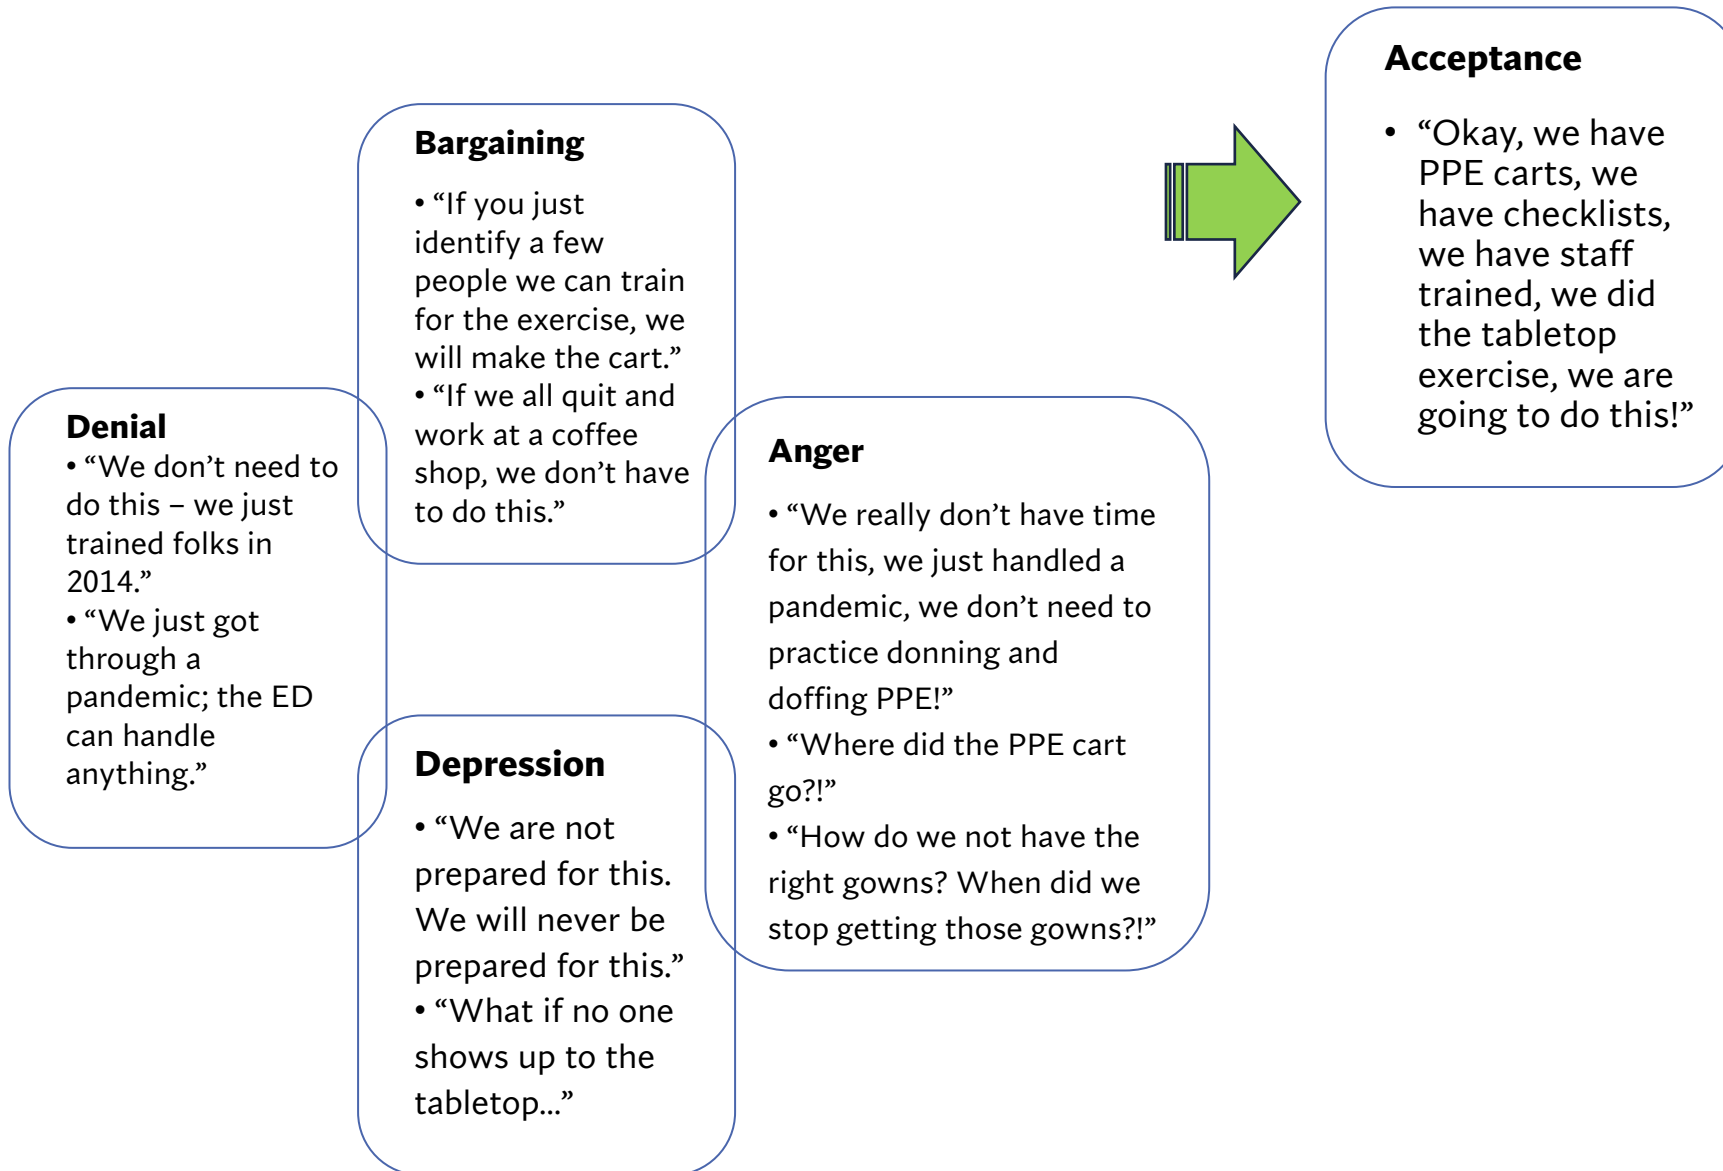 Denial
• “We don’t need to
do this – we just
trained folks in
2014.”
• “We just got
through a
pandemic; the ED
can handle
anything.”
Bargaining
• “If you just
identify a few
people we can train
for the exercise, we
will make the cart.”
• “If we all quit and
work at a coffee
shop, we don’t have
to do this.”
Depression
• “We are not
prepared for this.
We will never be
prepared for this.”
• “What if no one
shows up to the
tabletop...”
Anger
• “We really don’t have time
for this, we just handled a
pandemic, we don’t need to
practice donning and
doffing PPE!”
• “Where did the PPE cart
go?!”
• “How do we not have the
right gowns? When did we
stop getting those gowns?!”
Acceptance
• “Okay, we have
PPE carts, we
have checklists,
we have staff
trained, we did
the tabletop
exercise, we are
going to do this!”